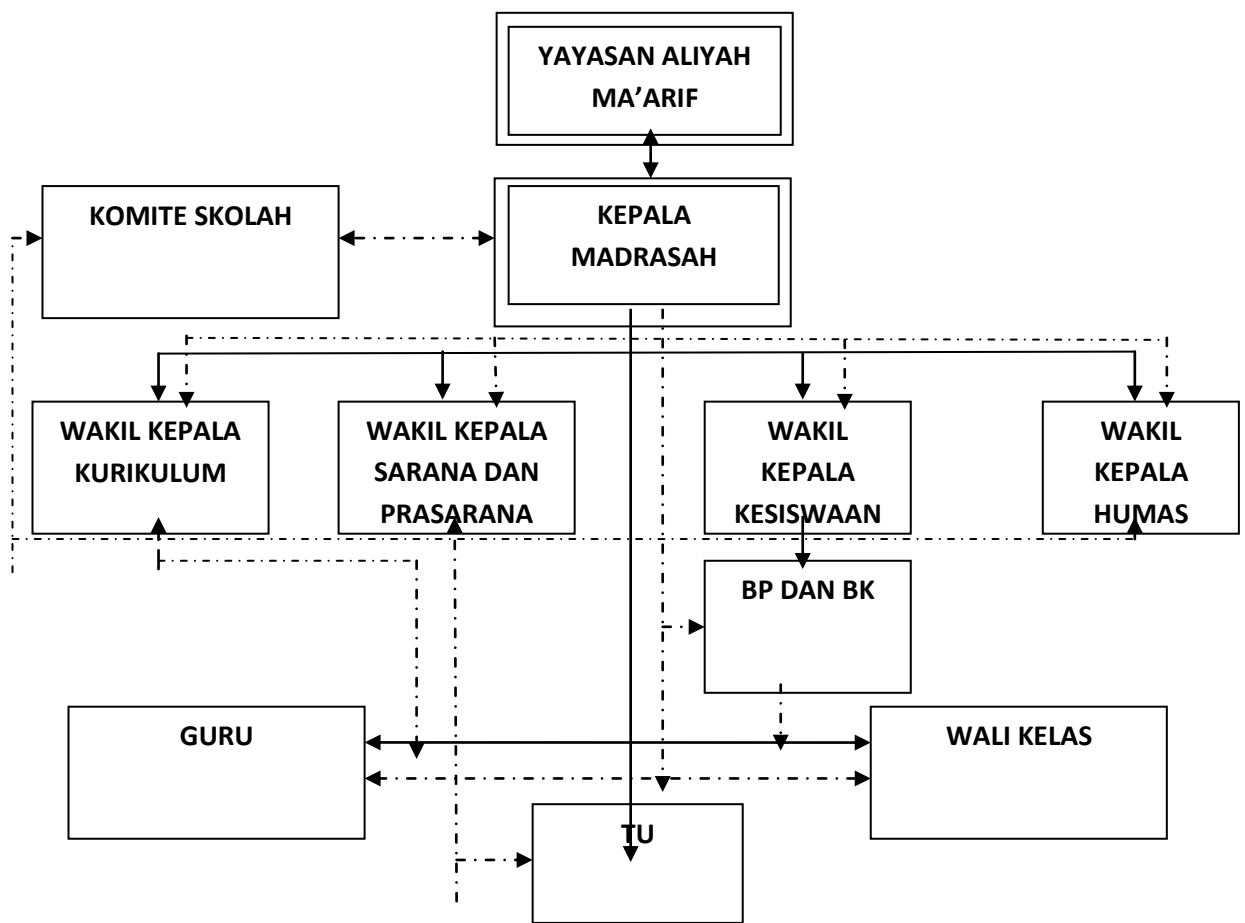 YAYASAN ALIYAH
MA’ARIF
KOMITE SKOLAH
KEPALA
MADRASAH
WAKIL KEPALA
KURIKULUM
WAKIL KEPALA
SARANA DAN
PRASARANA
WAKIL
KEPALA
KESISWAAN
WAKIL
KEPALA
HUMAS
BP DAN BK
GURU
WALI KELAS
TU